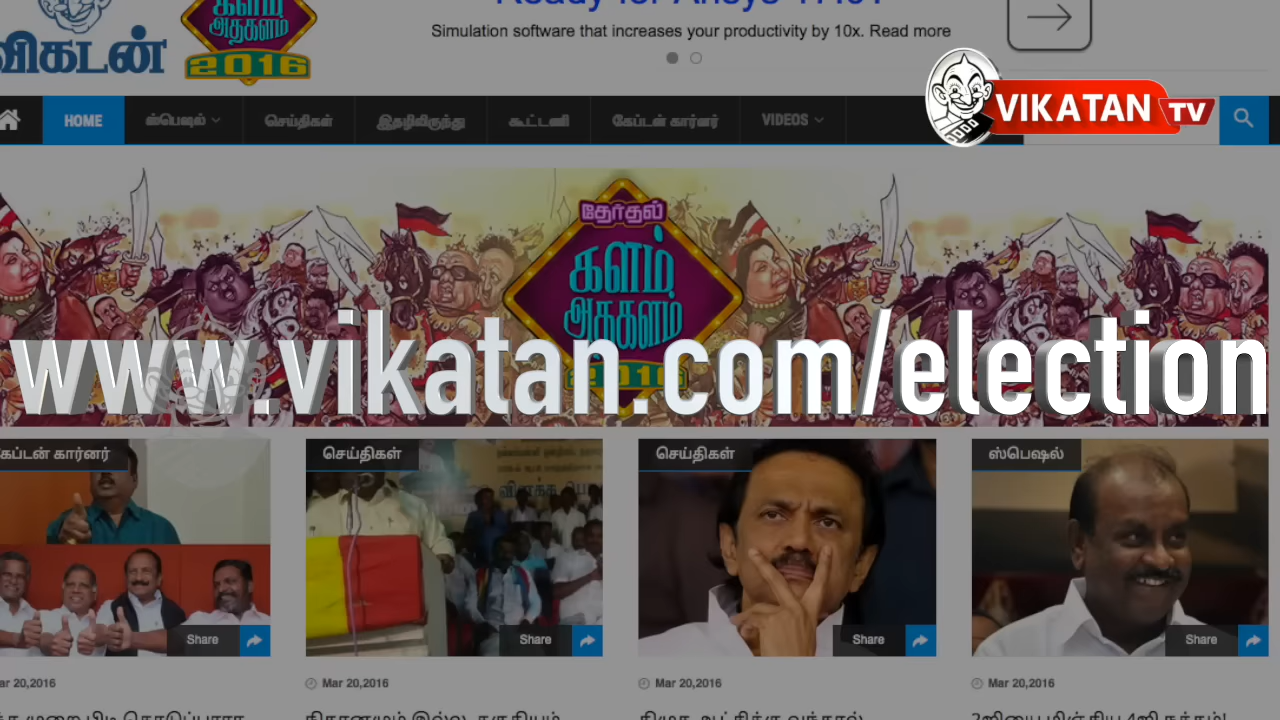 Simulation software that increases your productivity by 10x. Read more
விகடன்
களம்
அதகளம்
2016
VIKATAN TV
HOME
ஸ்பெஷல்
செய்திகள்
இதழிலிருந்து
கூட்டணி
கேப்டன் கார்னர்
VIDEOS
தேர்தல்
களம்
அதகளம்
2016
www.vikatan.com/election
கேப்டன் கார்னர்
செய்திகள்
செய்திகள்
ஸ்பெஷல்
Share
Share
Share
Share
20,2016
Mar 20,2016
Mar 20,2016
Mar 20,2016